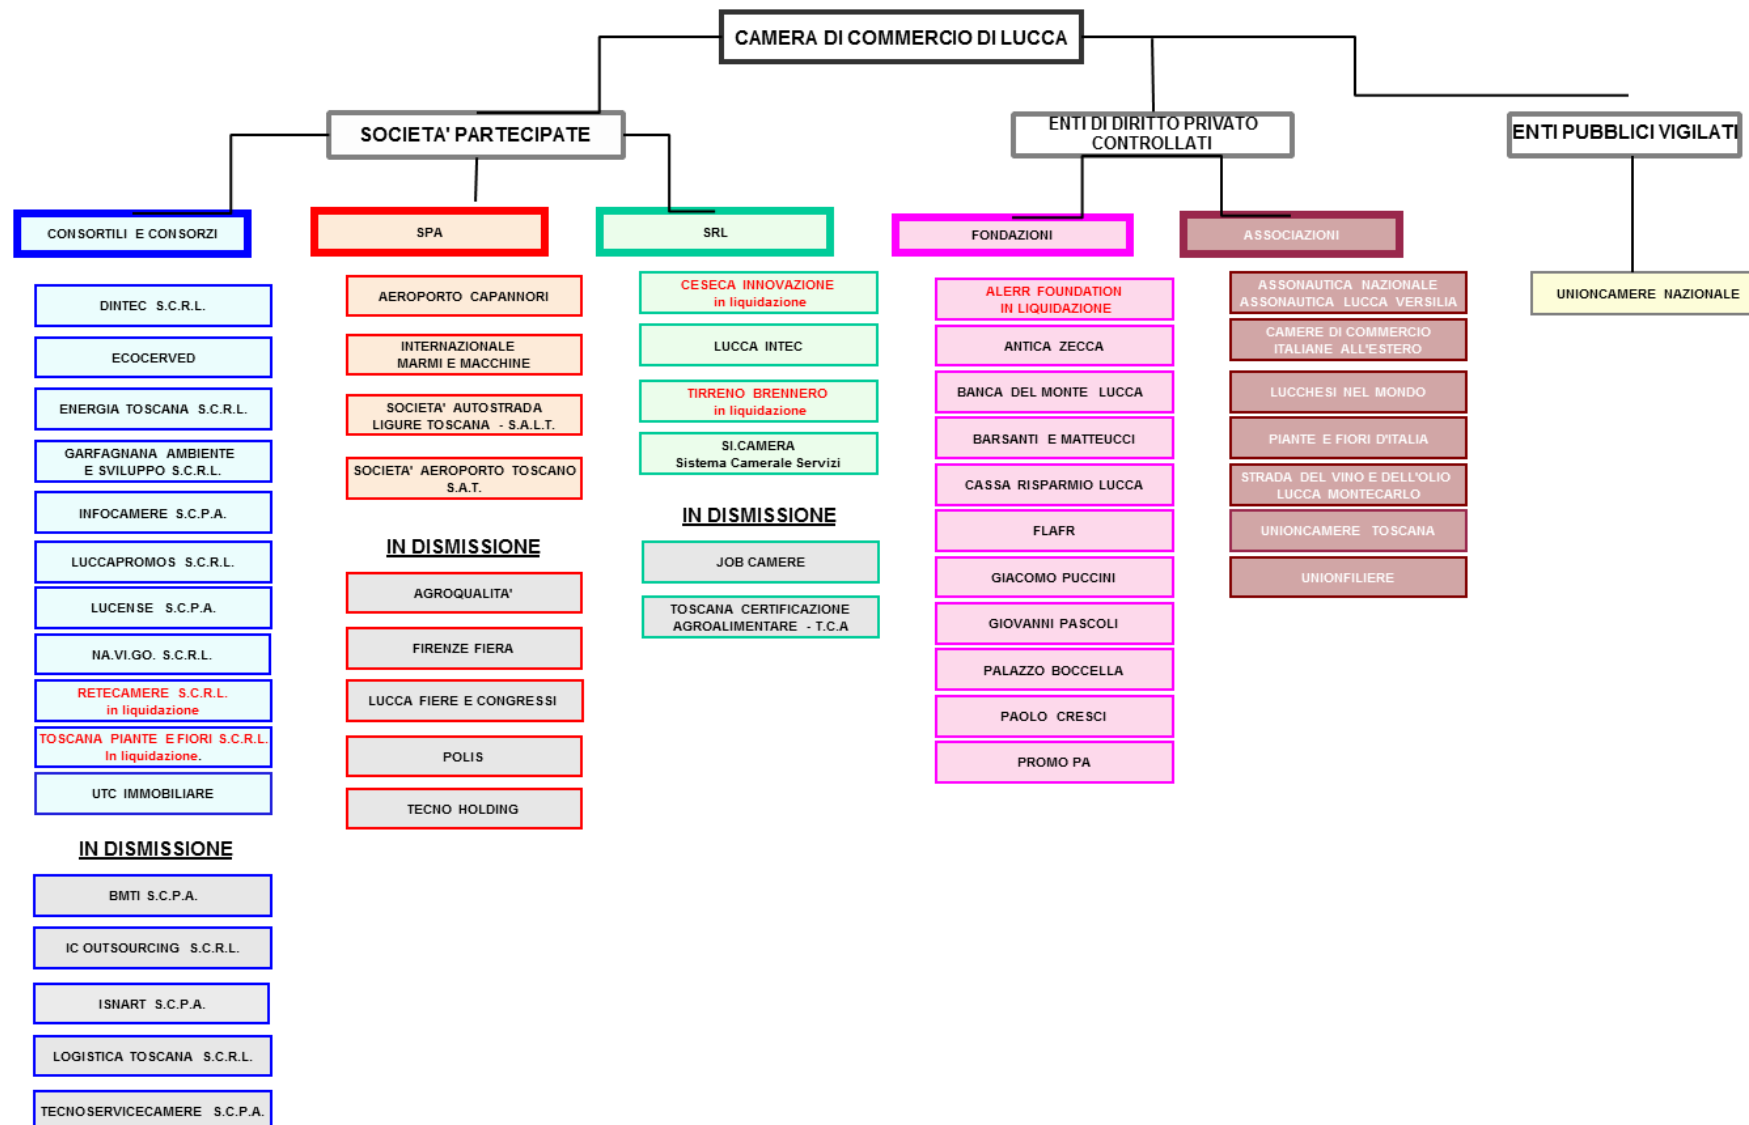 CAMERA DI COMMERCIO DI LUCCA
SOCIETA' PARTECIPATE
ENTI DI DIRITTO PRIVATO
CONTROLLATI
ENTI PUBBLICI VIGILATI
CONSORTILI E CONSORZI
DINTEC S.C.R.L.
ECOCERVED
ENERGIA TOSCANA S.C.R.L.
GARFAGNANA AMBIENTE
E SVILUPPO S.C.R.L.
INFOCAMERE S.C.P.A.
LUCCAPROMOS S.C.R.L.
LUCENSE S.C.P.A.
NA.VI.GO. S.C.R.L.
RETECAMERE S.C.R.L.
in liquidazione
TOSCANA PIANTE E FIORI S.C.R.L.
In liquidazione.
UTC IMMOBILIARE
IN DISMISSIONE
BMTI S.C.P.A.
IC OUTSOURCING S.C.R.L.
ISNART S.C.P.A.
LOGISTICA TOSCANA S.C.R.L.
TECNOSERVICECAMERE S.C.P.A.
SPA
AEROPORTO CAPANNORI
INTERNAZIONALE
MARMI E MACCHINE
SOCIETA' AUTOSTRADA
LIGURE TOSCANA - S.A.L.T.
SOCIETA' AEROPORTO TOSCANO
S.A.T.
IN DISMISSIONE
AGROQUALITA'
FIRENZE FIERA
LUCCA FIERE E CONGRESSI
POLIS
TECNO HOLDING
SRL
CESECA INNOVAZIONE
in liquidazione
LUCCA INTEC
TIRRENO BRENNERO
in liquidazione
SI.CAMERA
Sistema Camerale Servizi
IN DISMISSIONE
JOB CAMERE
TOSCANA CERTIFICAZIONE
AGROALIMENTARE - T.C.A
FONDAZIONI
ALERR FOUNDATION
IN LIQUIDAZIONE
ANTICA ZECCA
BANCA DEL MONTE LUCCA
BARSANTI E MATTEUCCI
CASSA RISPARMIO LUCCA
FLAFR
GIACOMO PUCCINI
GIOVANNI PASCOLI
PALAZZO BOCCELLA
PAOLO CRESCI
PROMO PA
ASSOCIAZIONI
ASSONAUTICA NAZIONALE
ASSONAUTICA LUCCA VERSILIA
CAMERE DI COMMERCIO
ITALIANE ALL'ESTERO
LUCCHESI NEL MONDO
PIANTE E FIORI D'ITALIA
STRADA DEL VINO E DELL'OLIO
LUCCA MONTECARLO
UNIONCAMERE TOSCANA
UNIONFILIERE
UNIONCAMERE NAZIONALE